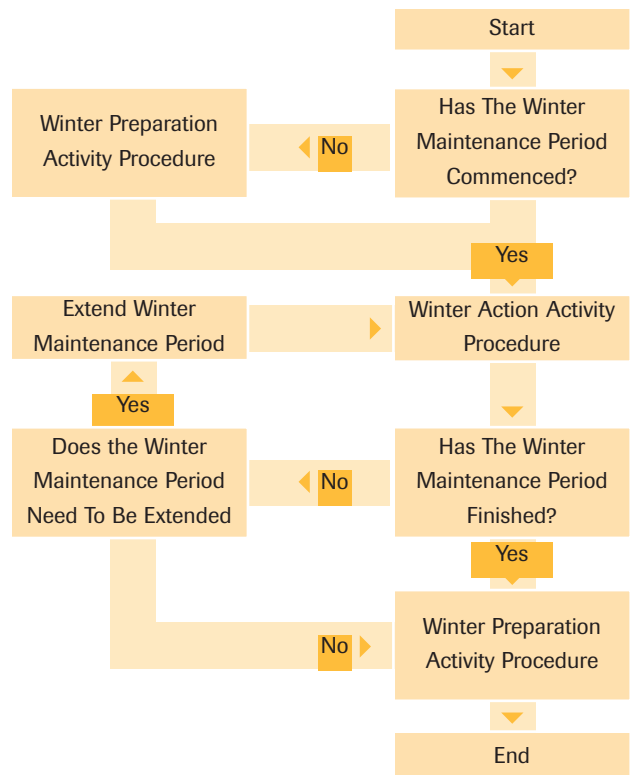 Start
Has The Winter
Maintenance Period
Commenced?
No
Winter Preparation
Activity Procedure
Yes
Extend Winter
Maintenance Period
Winter Action Activity
Procedure
Yes
Does the Winter
Maintenance Period
Need To Be Extended
No
Has The Winter
Maintenance Period
Finished?
Yes
Winter Preparation
Activity Procedure
No
End